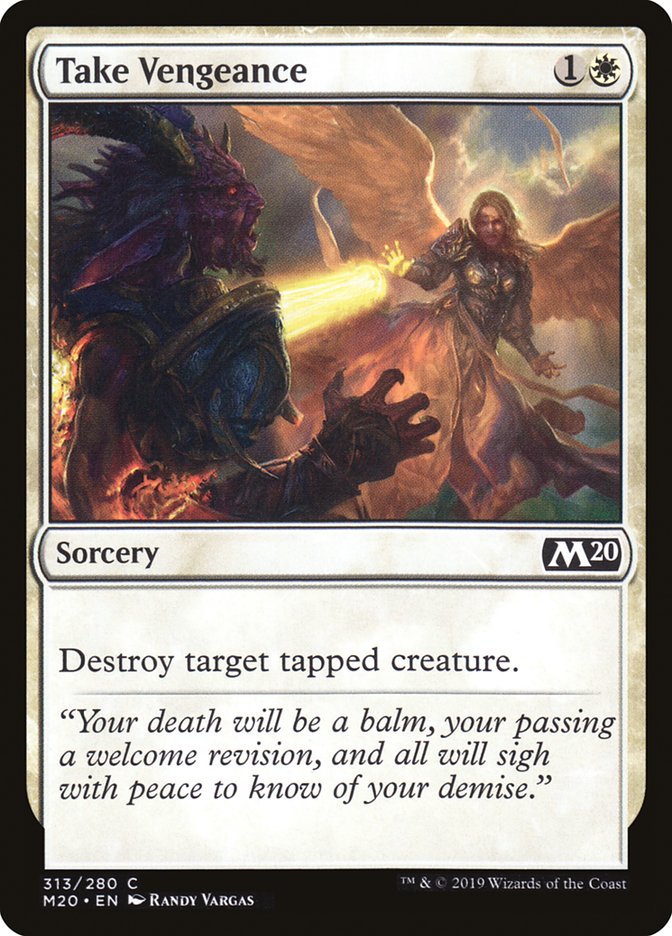 Take Vengeance 1
Sorcery M20
Destroy target tapped creature.
“Your death will be a balm, your passing
a welcome revision, and all will sigh
with peace to know of your demise.”
313/280 C
M20 • EN Randy Vargas
™ & © 2019 Wizards of the Coast